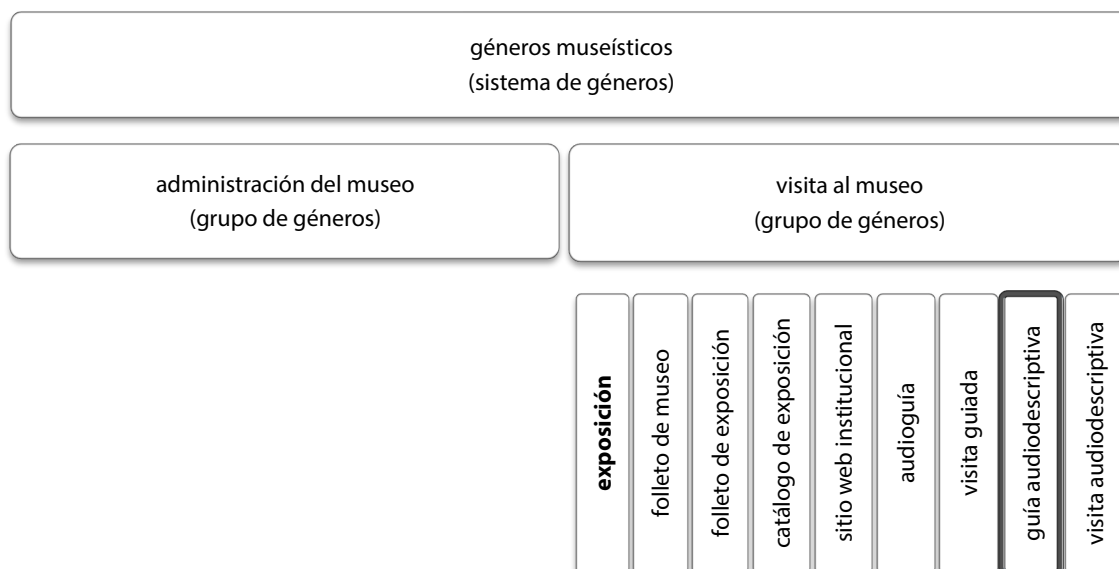 géneros museísticos
(sistema de géneros)
administración del museo
(grupo de géneros)
visita al museo
(grupo de géneros)
exposición
folleto de museo
folleto de exposición
catálogo de exposición
sitio web institucional
audioguía
visita guiada
guía audiodescriptiva
visita audiodescriptiva